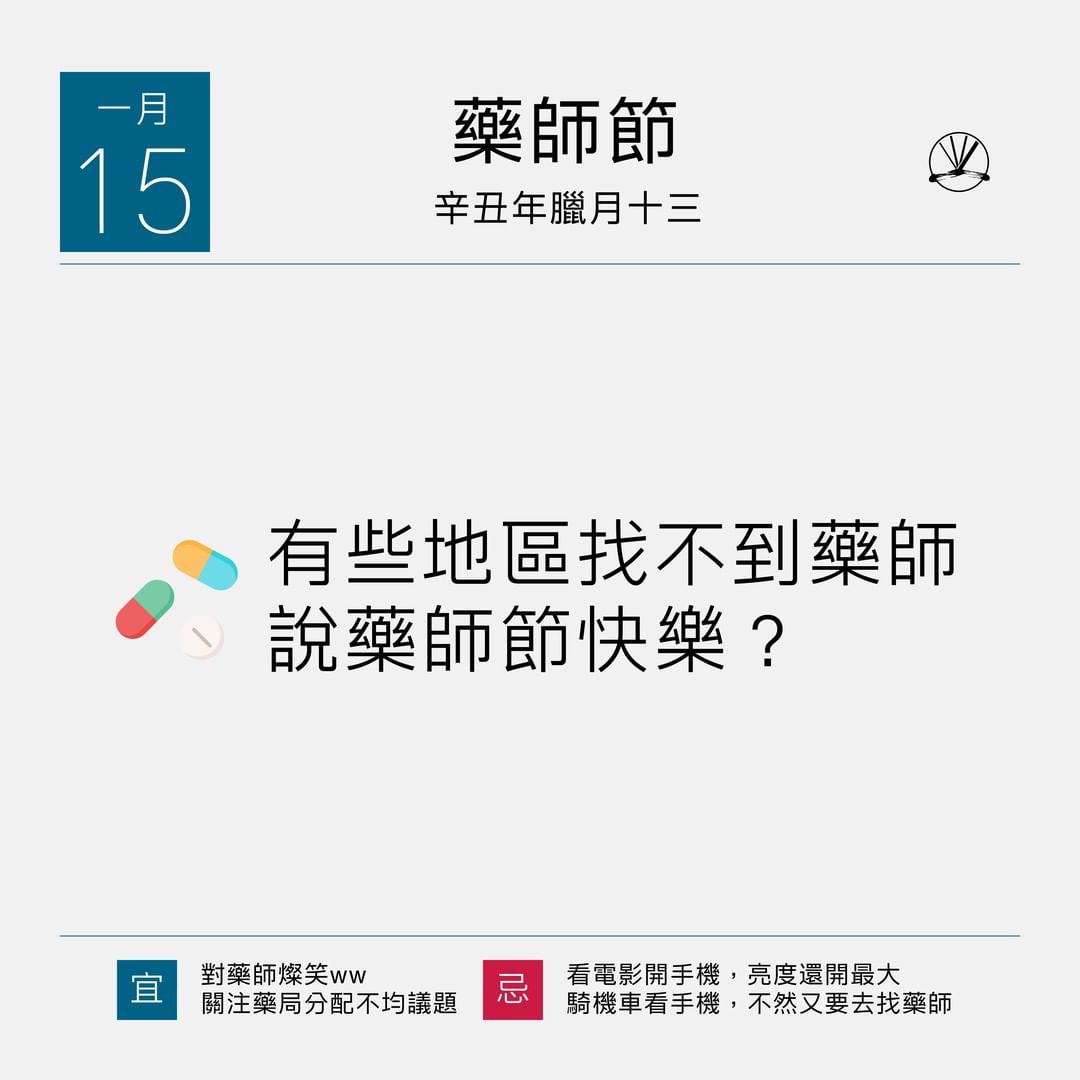 一月
15
藥師節
辛丑年臘月十三
有些地區找不到藥師
說藥師節快樂？
宜
對藥師燦笑ww
關注藥局分配不均議題
忌
看電影開手機，亮度還開最大
騎機車看手機，不然又要去找藥師